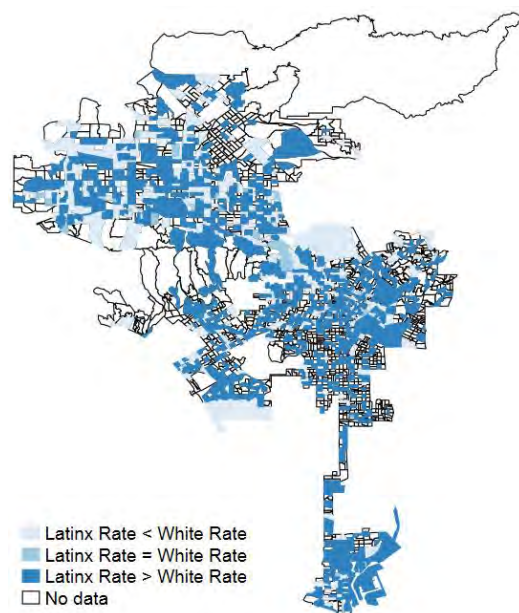 Latinx Rate < White Rate
Latinx Rate = White Rate
Latinx Rate > White Rate
No data